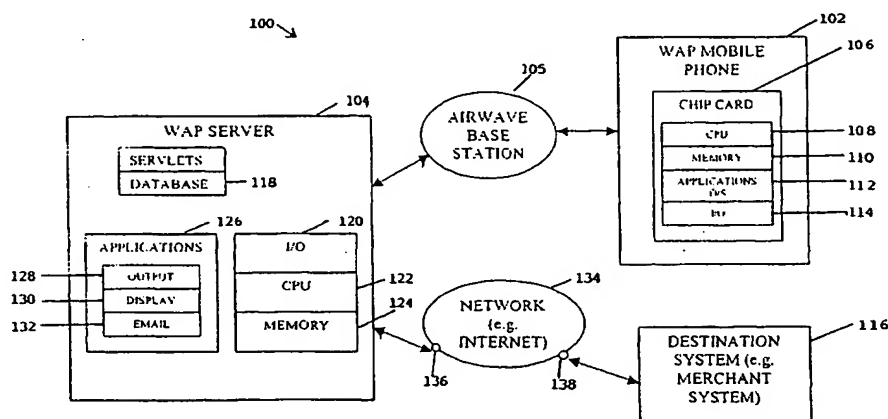 100
102
WAP MOBILE
PHONE
106
CHIP CARD
CPU
108
MEMORY
110
APPLICATIONS
O/S
112
I/O
114
105
AIRWAVE
BASE
STATION
104
WAP SERVER
SERVLETS
DATABASE
118
126
120
APPLICATIONS
I/O
128
OUTPUT
130
DISPLAY
132
EMAIL
CPU
122
124
MEMORY
134
NETWORK
(e.g.
INTERNET)
136
138
116
DESTINATION
SYSTEM (e.g.
MERCHANT
SYSTEM)